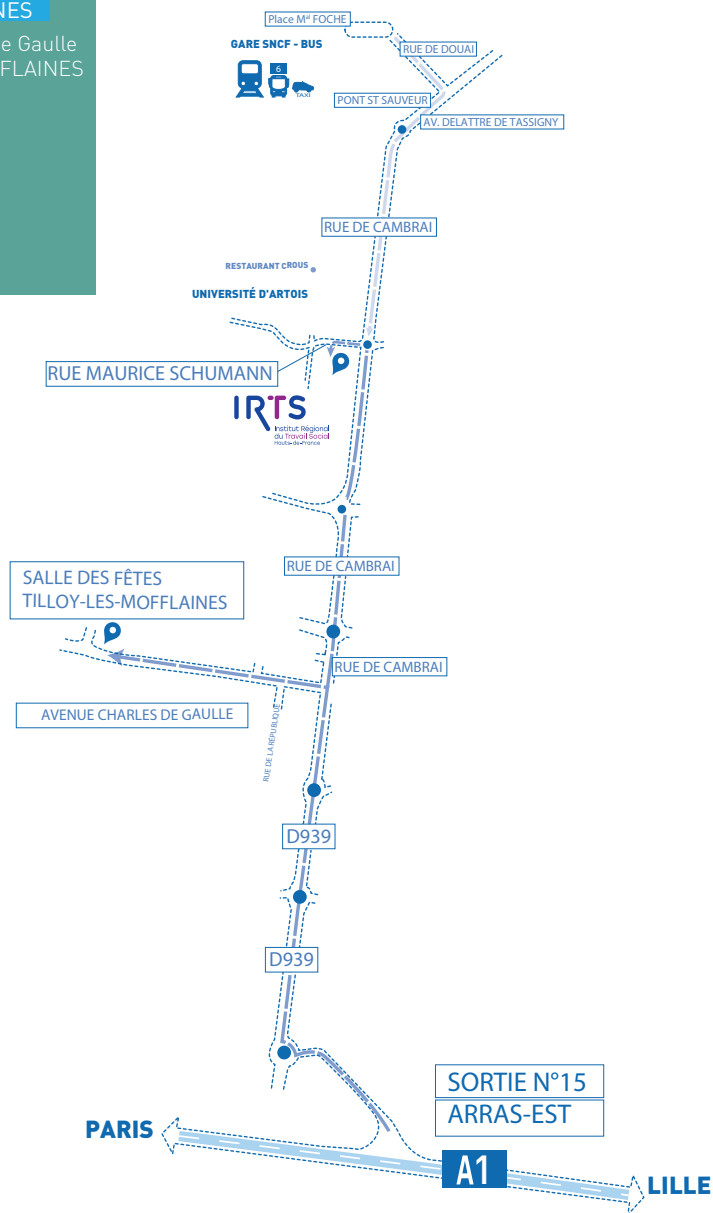 NES
e Gaulle
FLAINES
Place Mal FOCHE
GARE SNCF - BUS
RUE DE DOUAI
6
TAXI
PONT ST SAUVEUR
AV. DELATTRE DE TASSIGNY
RUE DE CAMBRAI
RESTAURANT CROUS
UNIVERSITÉ D'ARTOIS
RUE MAURICE SCHUMANN
IRTS
Institut Régional
du Travail Social
Hauts-de-France
RUE DE CAMBRAI
SALLE DES FÊTES
TILLOY-LES-MOFFLAINES
RUE DE CAMBRAI
AVENUE CHARLES DE GAULLE
RUE DE LA RÉPUBLIQUE
D939
D939
SORTIE N°15
ARRAS-EST
PARIS
A1
LILLE